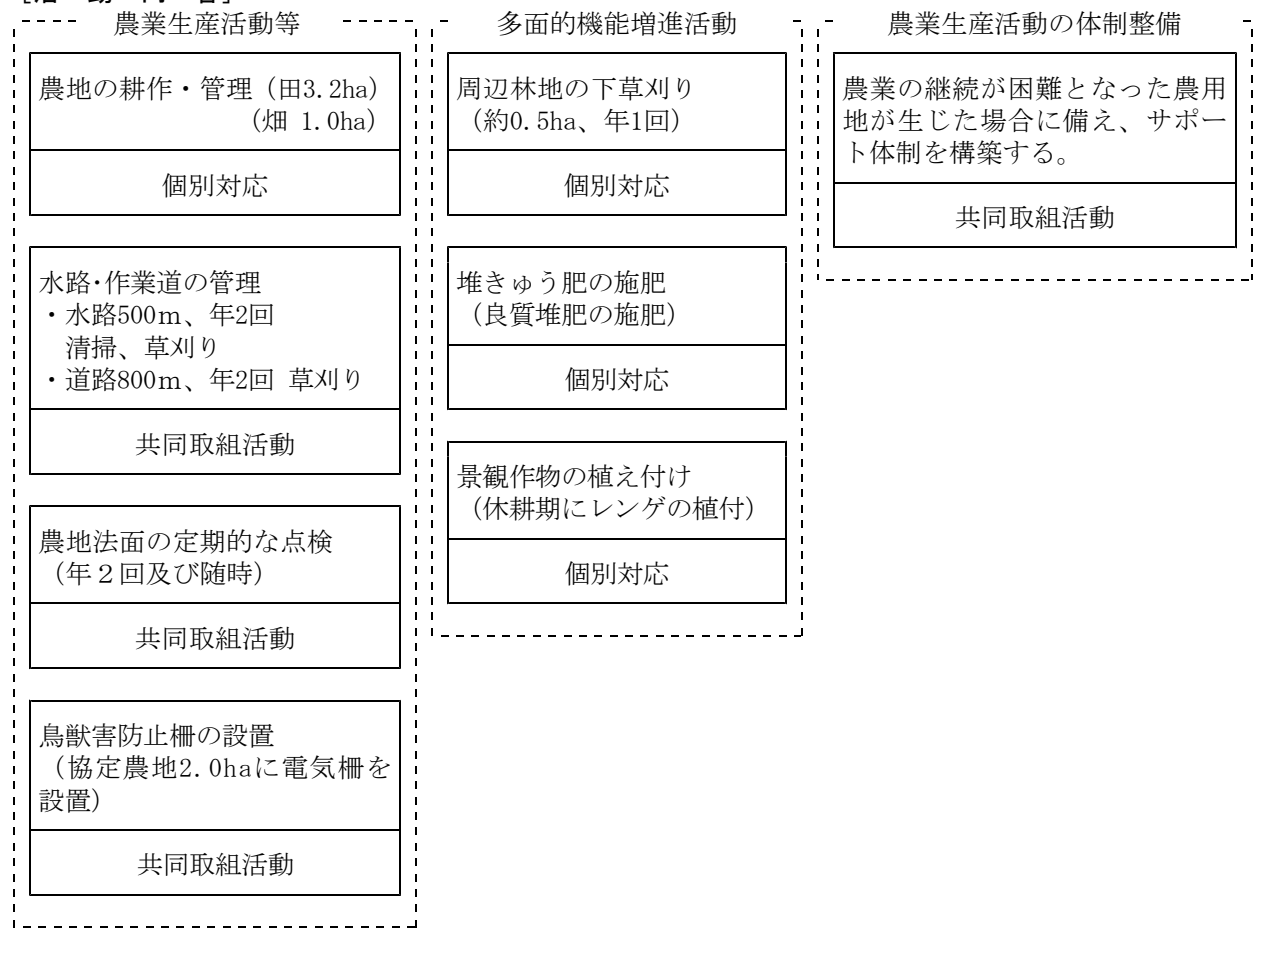 農業生産活動等
農地の耕作・管理（田3.2ha）
（畑 1.0ha）
個別対応
水路・作業道の管理
・水路500ｍ、年2回
清掃、草刈り
・道路800ｍ、年2回 草刈り
共同取組活動
農地法面の定期的な点検
（年２回及び随時）
共同取組活動
鳥獣害防止柵の設置
（協定農地2.0haに電気柵を
設置）
共同取組活動
多面的機能増進活動
周辺林地の下草刈り
（約0.5ha、年1回）
個別対応
堆きゅう肥の施肥
（良質堆肥の施肥）
個別対応
景観作物の植え付け
（休耕期にレンゲの植付）
個別対応
農業生産活動の体制整備
農業の継続が困難となった農用
地が生じた場合に備え、サポー
ト体制を構築する。
共同取組活動